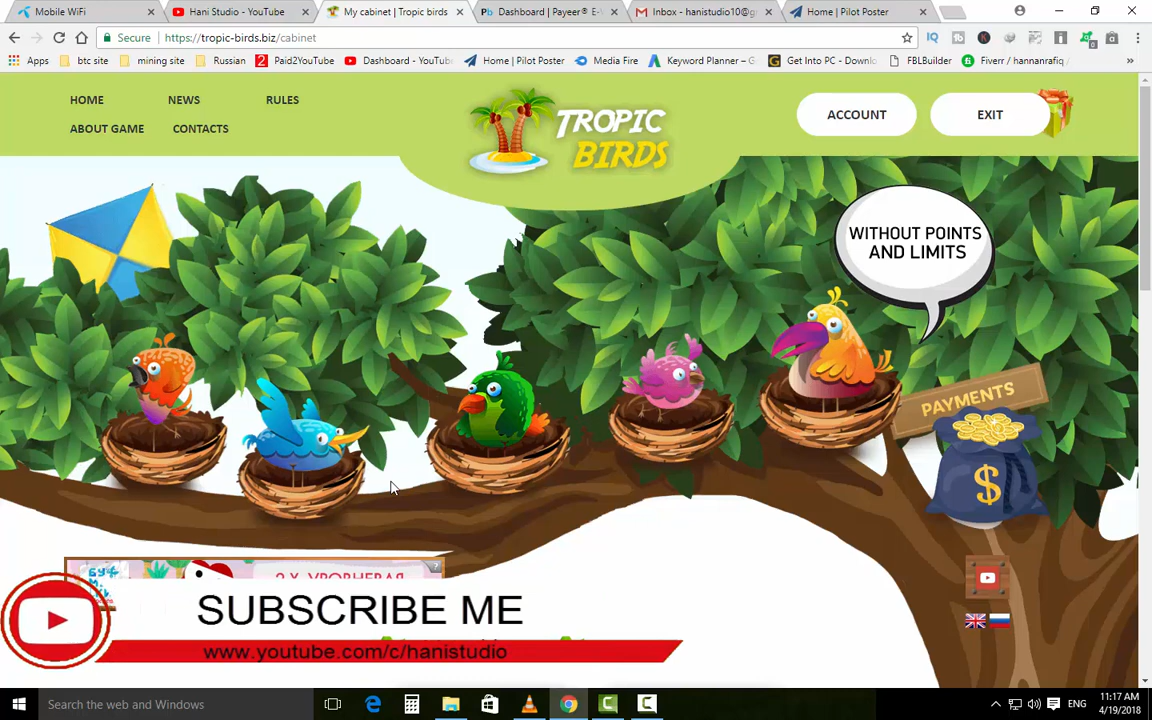 Mobile WiFi
Hani Studio - YouTube
My cabinet | Tropic birds
Dashboard | Payeer® E-
Inbox - hanistudio10@g
Home | Pilot Poster
Secure
https://tropic-birds.biz/cabinet
Apps
btc site
mining site
Russian
Paid2YouTube
Dashboard - YouTub
Home | Pilot Poster
Media Fire
Keyword Planner – G
Get Into PC - Downlo
FBLBuilder
Fiverr / hannanrafiq_/
HOME
NEWS
RULES
ABOUT GAME
CONTACTS
TROPIC
BIRDS
ACCOUNT
EXIT
WITHOUT POINTS
AND LIMITS
PAYMENTS
$
2-Х УРОВНЕВАЯ
SUBSCRIBE ME
www.youtube.com/c/hanistudio
Search the web and Windows
ENG
11:17 AM
4/19/2018